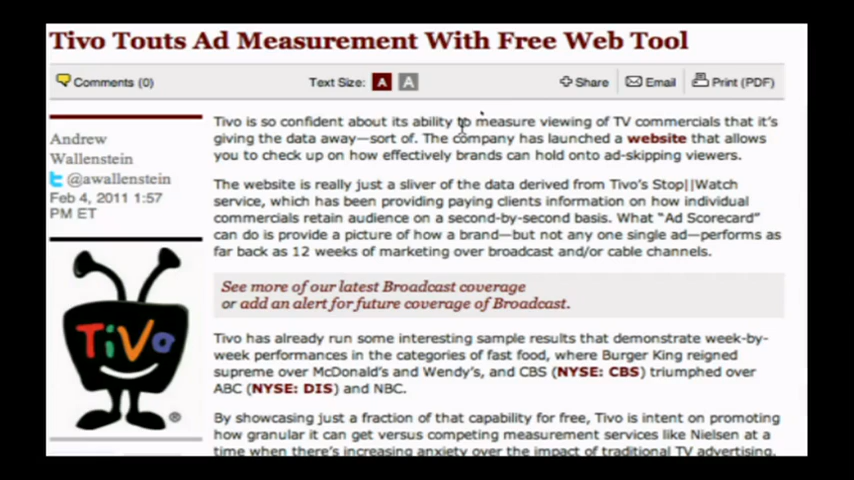 Tivo Touts Ad Measurement With Free Web Tool
Comments (0)
Text Size: A A
Share Email Print (PDF)
Andrew
Wallenstein
@awallenstein
Feb 4, 2011 1:57
PM ET
TiVo
®
Tivo is so confident about its ability to measure viewing of TV commercials that it's
giving the data away—sort of. The company has launched a website that allows
you to check up on how effectively brands can hold onto ad-skipping viewers.
The website is really just a sliver of the data derived from Tivo's Stop||Watch
service, which has been providing paying clients information on how individual
commercials retain audience on a second-by-second basis. What "Ad Scorecard"
can do is provide a picture of how a brand—but not any one single ad—performs as
far back as 12 weeks of marketing over broadcast and/or cable channels.
See more of our latest Broadcast coverage
or add an alert for future coverage of Broadcast.
Tivo has already run some interesting sample results that demonstrate week-by-
week performances in the categories of fast food, where Burger King reigned
supreme over McDonald's and Wendy's, and CBS (NYSE: CBS) triumphed over
ABC (NYSE: DIS) and NBC.
By showcasing just a fraction of that capability for free, Tivo is intent on promoting
how granular it can get versus competing measurement services like Nielsen at a
time when there's increasing anxiety over the impact of traditional TV advertising.